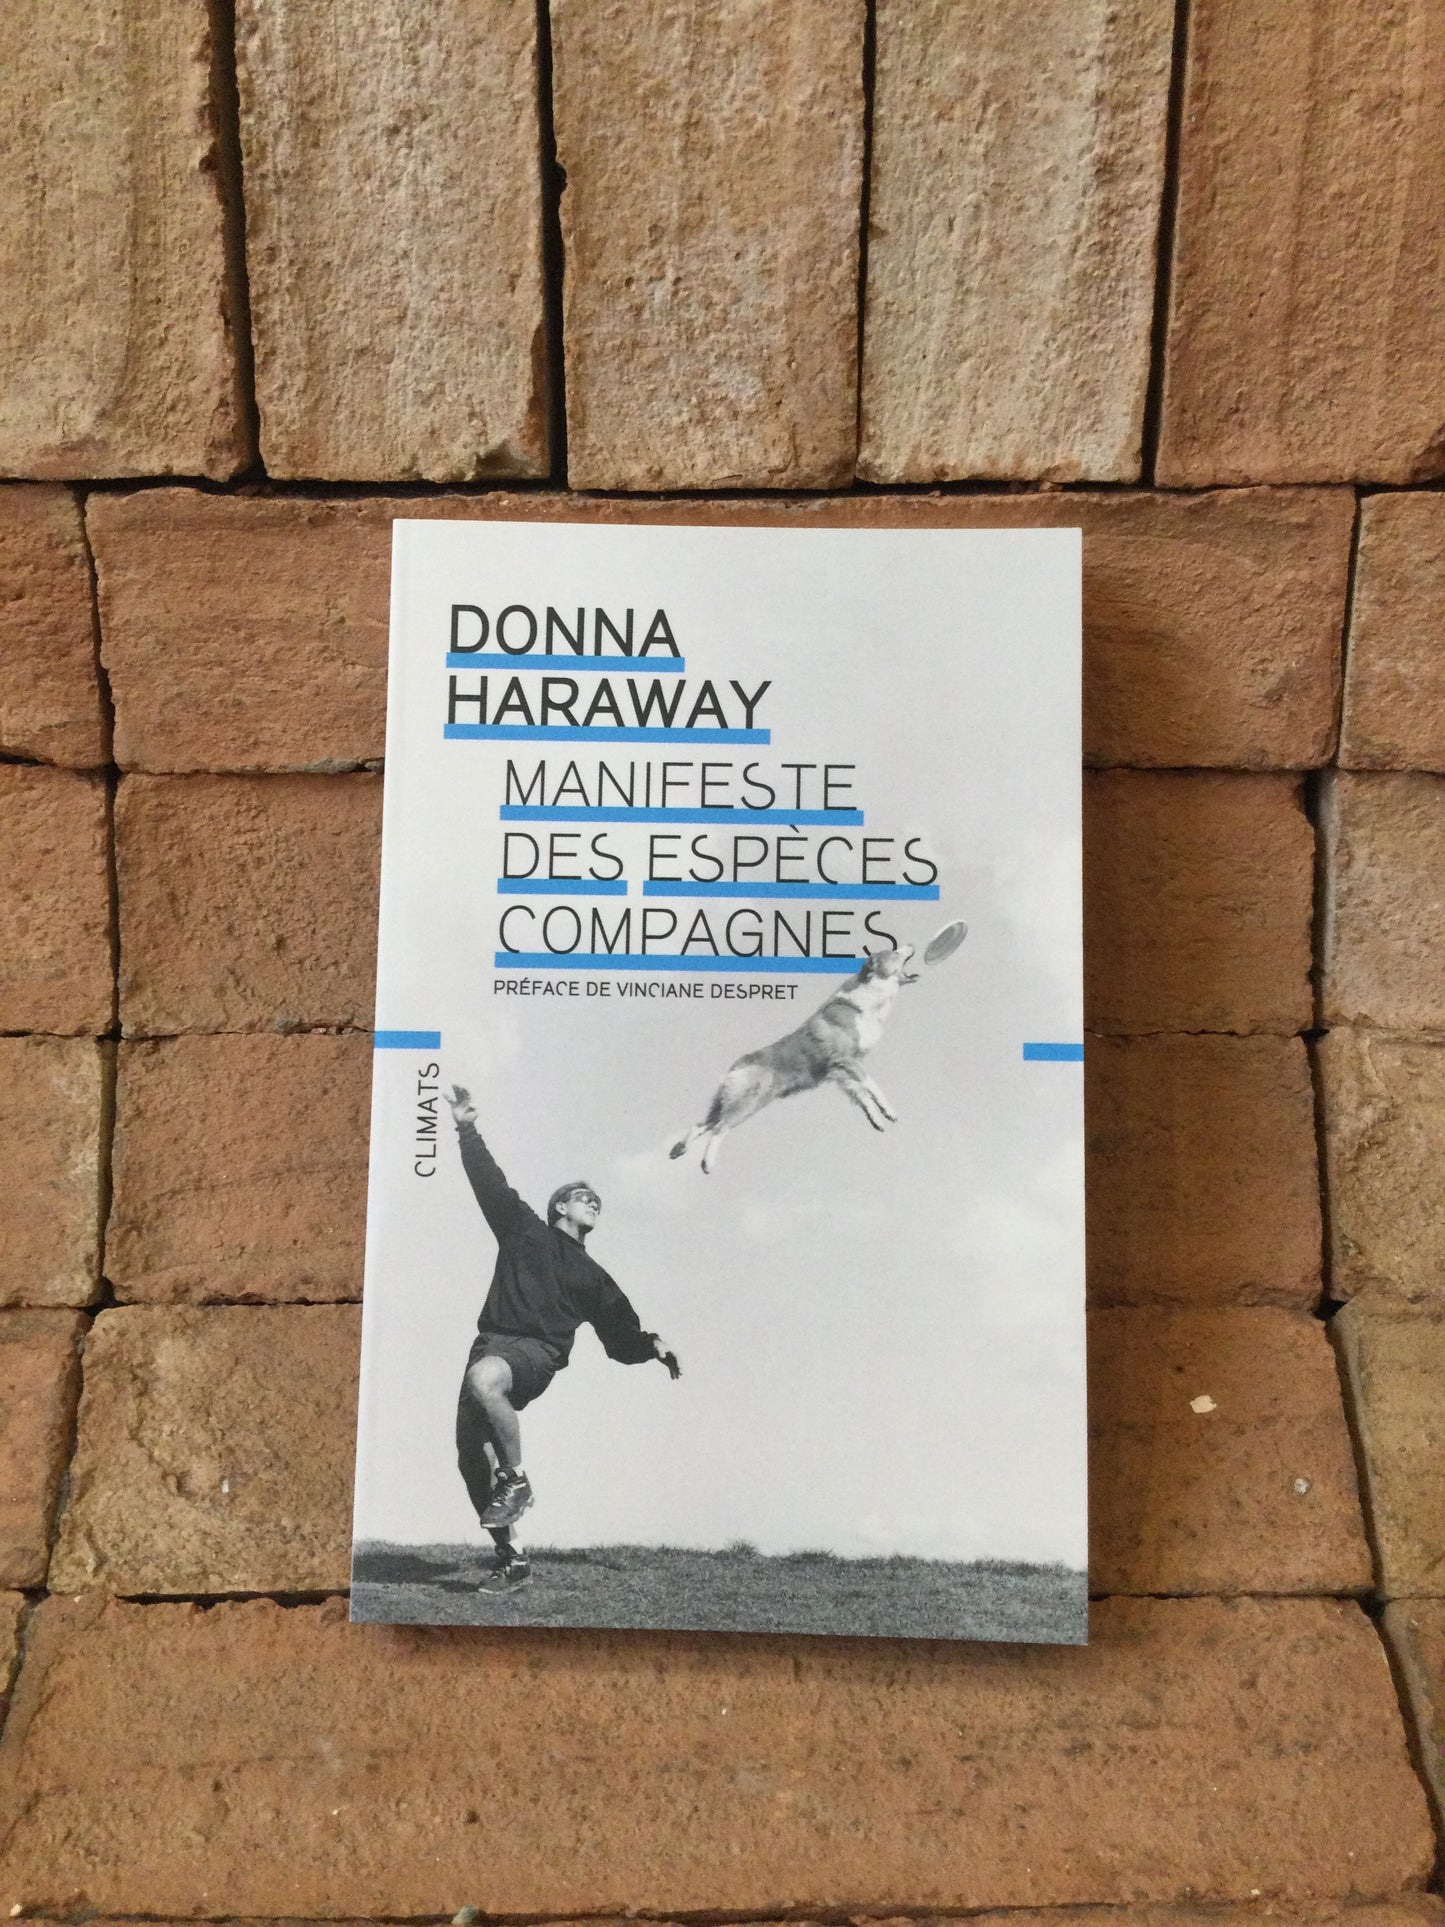 DONNA
HARAWAY
MANIFESTE
DES ESPÈCES
COMPAGNES
PRÉFACE DE VINCIANE DESPRET
CLIMATS